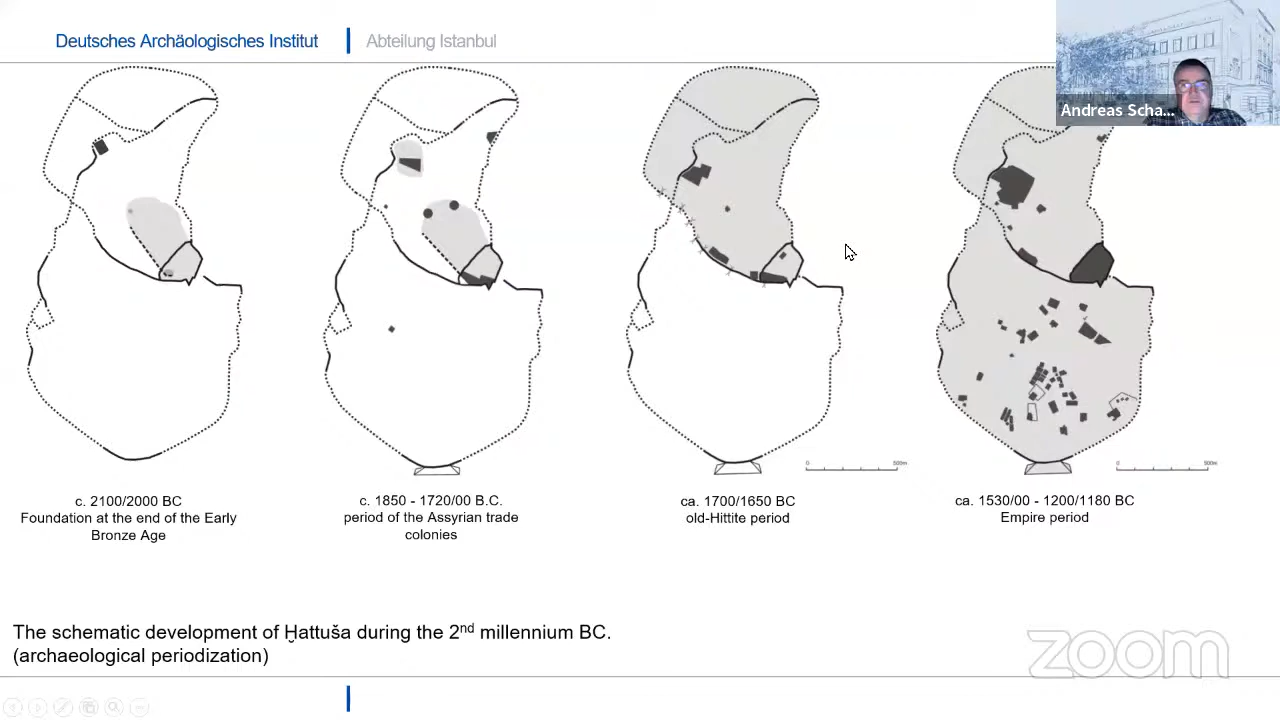 Deutsches Archäologisches Institut
Abteilung Istanbul
Andreas Scha...
c. 2100/2000 BC
Foundation at the end of the Early
Bronze Age
c. 1850 - 1720/00 B.C.
period of the Assyrian trade
colonies
ca. 1700/1650 BC
old-Hittite period
ca. 1530/00 - 1200/1180 BC
Empire period
The schematic development of Ḫattuša during the 2nd millennium BC.
(archaeological periodization)
zoom